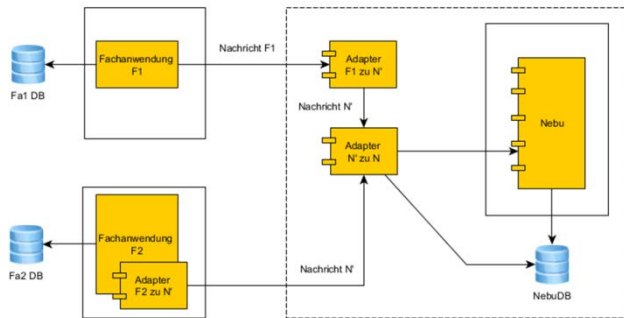 Fachanwendung
F1
Fa1 DB
Nachricht F1
Adapter
F1 zu N'
Nachricht N'
Adapter
N' zu N
Nebu
Fachanwendung
F2
Fa2 DB
Adapter
F2 zu N'
Nachricht N'
NebuDB